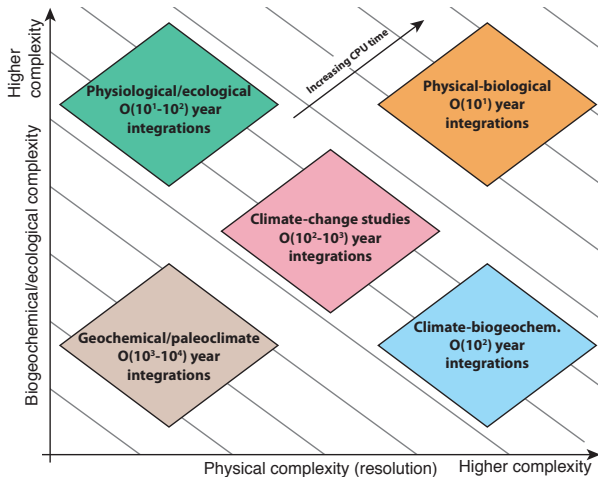 Higher
complexity
Biogeochemical/ecological complexity
Physiological/ecological
O(10¹-10²) year
integrations
Increasing CPU time
Physical-biological
O(10¹) year
integrations
Climate-change studies
O(10²-10³) year
integrations
Geochemical/paleoclimate
O(10³-10⁴) year
integrations
Climate-biogeochem.
O(10²) year
integrations
Physical complexity (resolution)
Higher complexity